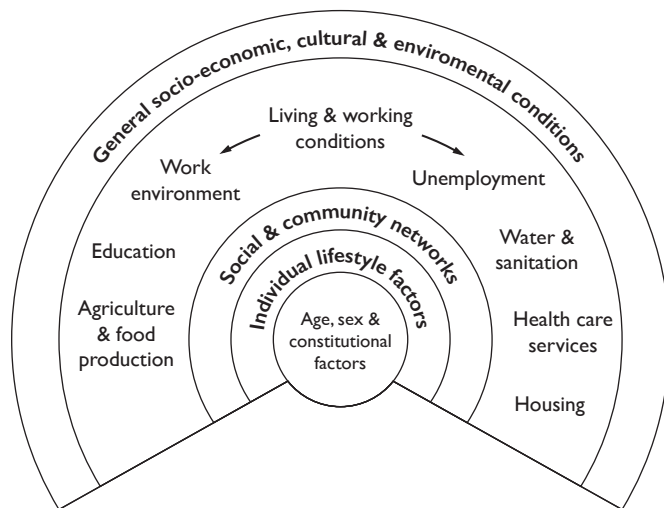 General socio-economic, cultural & enviromental conditions
Living & working
conditions
Work
environment
Unemployment
Social & community networks
Education
Water &
sanitation
Individual lifestyle factors
Agriculture
& food
production
Age, sex &
constitutional
factors
Health care
services
Housing